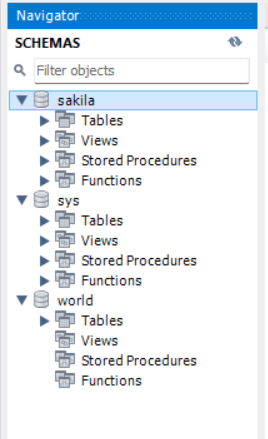 Navigator
SCHEMAS
Filter objects
sakila
Tables
Views
Stored Procedures
Functions
sys
Tables
Views
Stored Procedures
Functions
world
Tables
Views
Stored Procedures
Functions